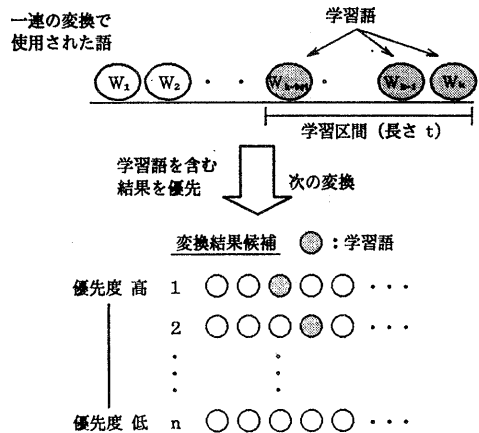 一連の変換で
使用された語
学習語
W₁ W₂ ・ ・ ・ ・
学習区間 (長さ t)
学習語を含む
結果を優先
次の変換
変換結果候補 : 学習語
優先度 高 1 ・・・
2 ・・・
優先度 低 n ・・・